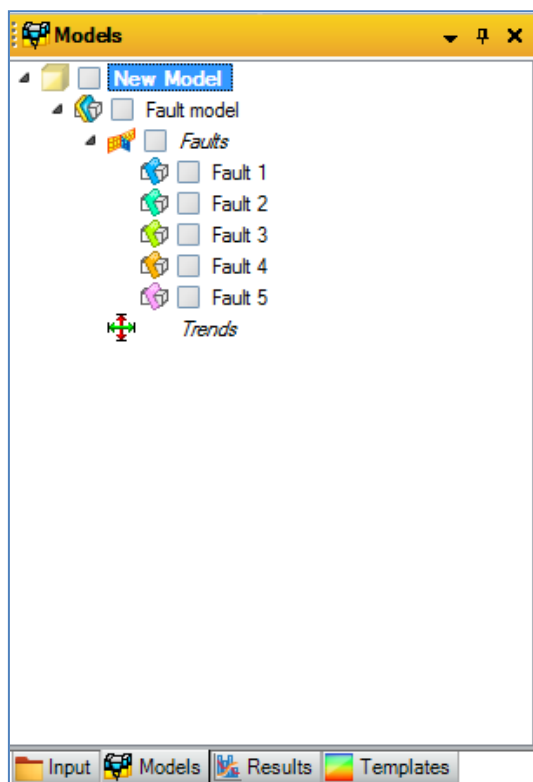 Models
New Model
Fault model
Faults
Fault 1
Fault 2
Fault 3
Fault 4
Fault 5
Trends
Input Models Results Templates